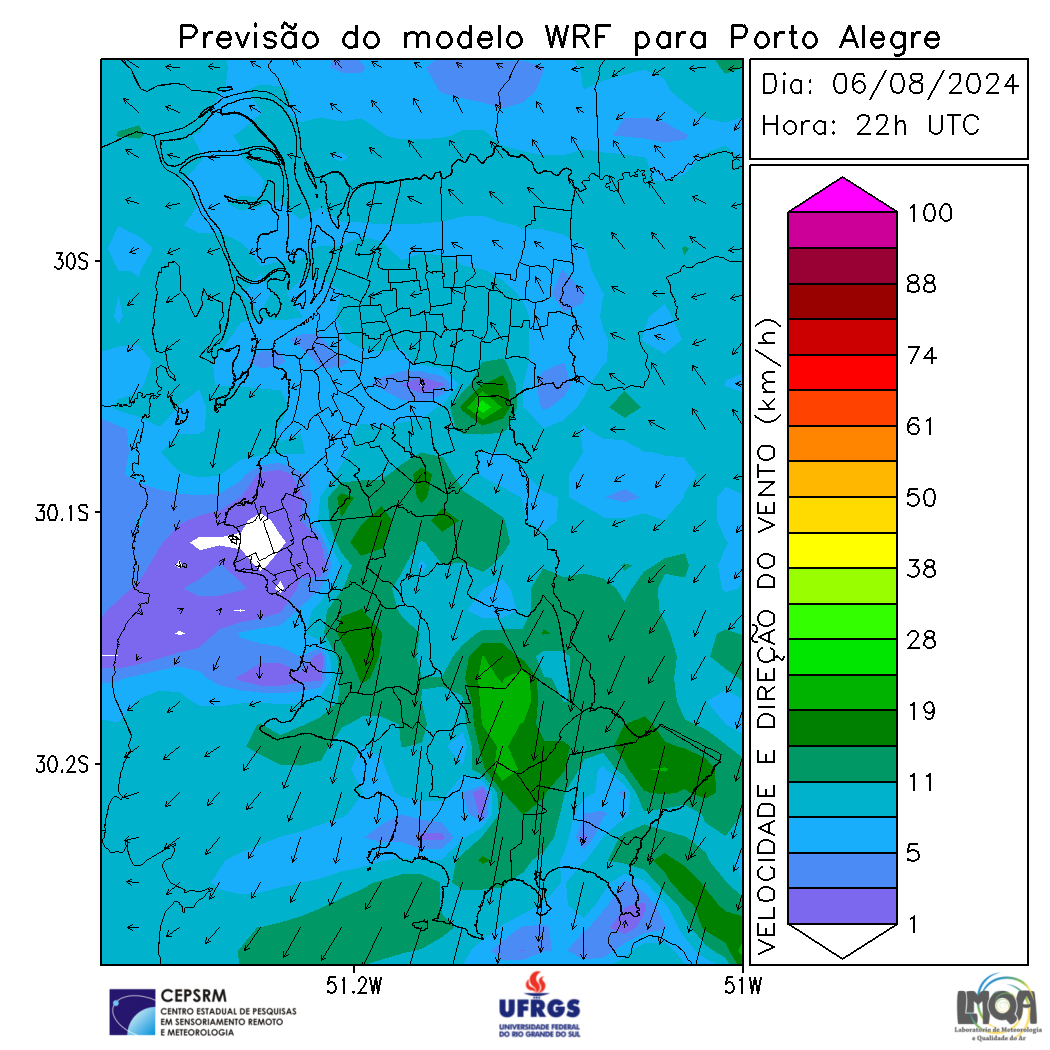 Previsão do modelo WRF para Porto Alegre
Dia: 06/08/2024
Hora: 22h UTC
30S
30.1S
30.2S
51.2W
51W
VELOCIDADE E DIREÇÃO DO VENTO (km/h)
100
88
74
61
50
38
28
19
11
5
1
CEPSRM
CENTRO ESTADUAL DE PESQUISAS
EM SENSORIAMENTO REMOTO
E METEOROLOGIA
UFRGS
UNIVERSIDADE FEDERAL
DO RIO GRANDE DO SUL
LMQA
Laboratório de Meteorologia
e Qualidade do Ar